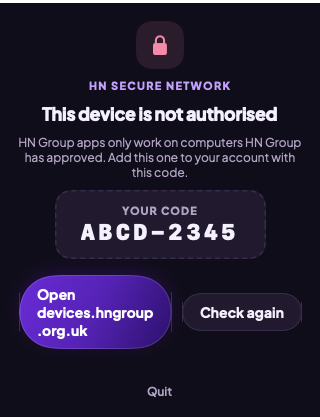 HN SECURE NETWORK
This device is not authorised
HN Group apps only work on computers HN Group
has approved. Add this one to your account with
this code.
YOUR CODE
ABCD-2345
Open
devices.hngroup
.org.uk
Check again
Quit